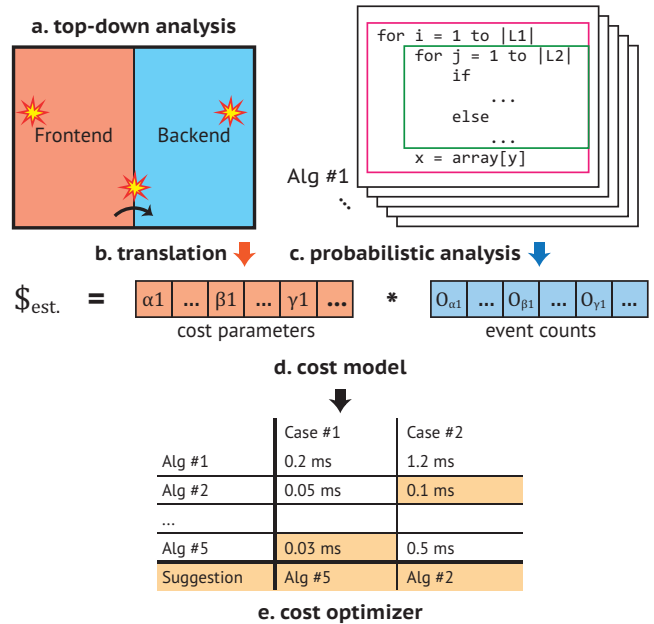 a. top-down analysis
Frontend
Backend
for i = 1 to |L1|
for j = 1 to |L2|
if
...
else
...
x = array[y]
Alg #1
...
b. translation
c. probabilistic analysis
$est. = α1 ... β1 ... γ1 ... * Oα1 ... Oβ1 ... Oγ1 ...
cost parameters
event counts
d. cost model
Case #1 Case #2
Alg #1 0.2 ms 1.2 ms
Alg #2 0.05 ms 0.1 ms
...
Alg #5 0.03 ms 0.5 ms
Suggestion Alg #5 Alg #2
e. cost optimizer